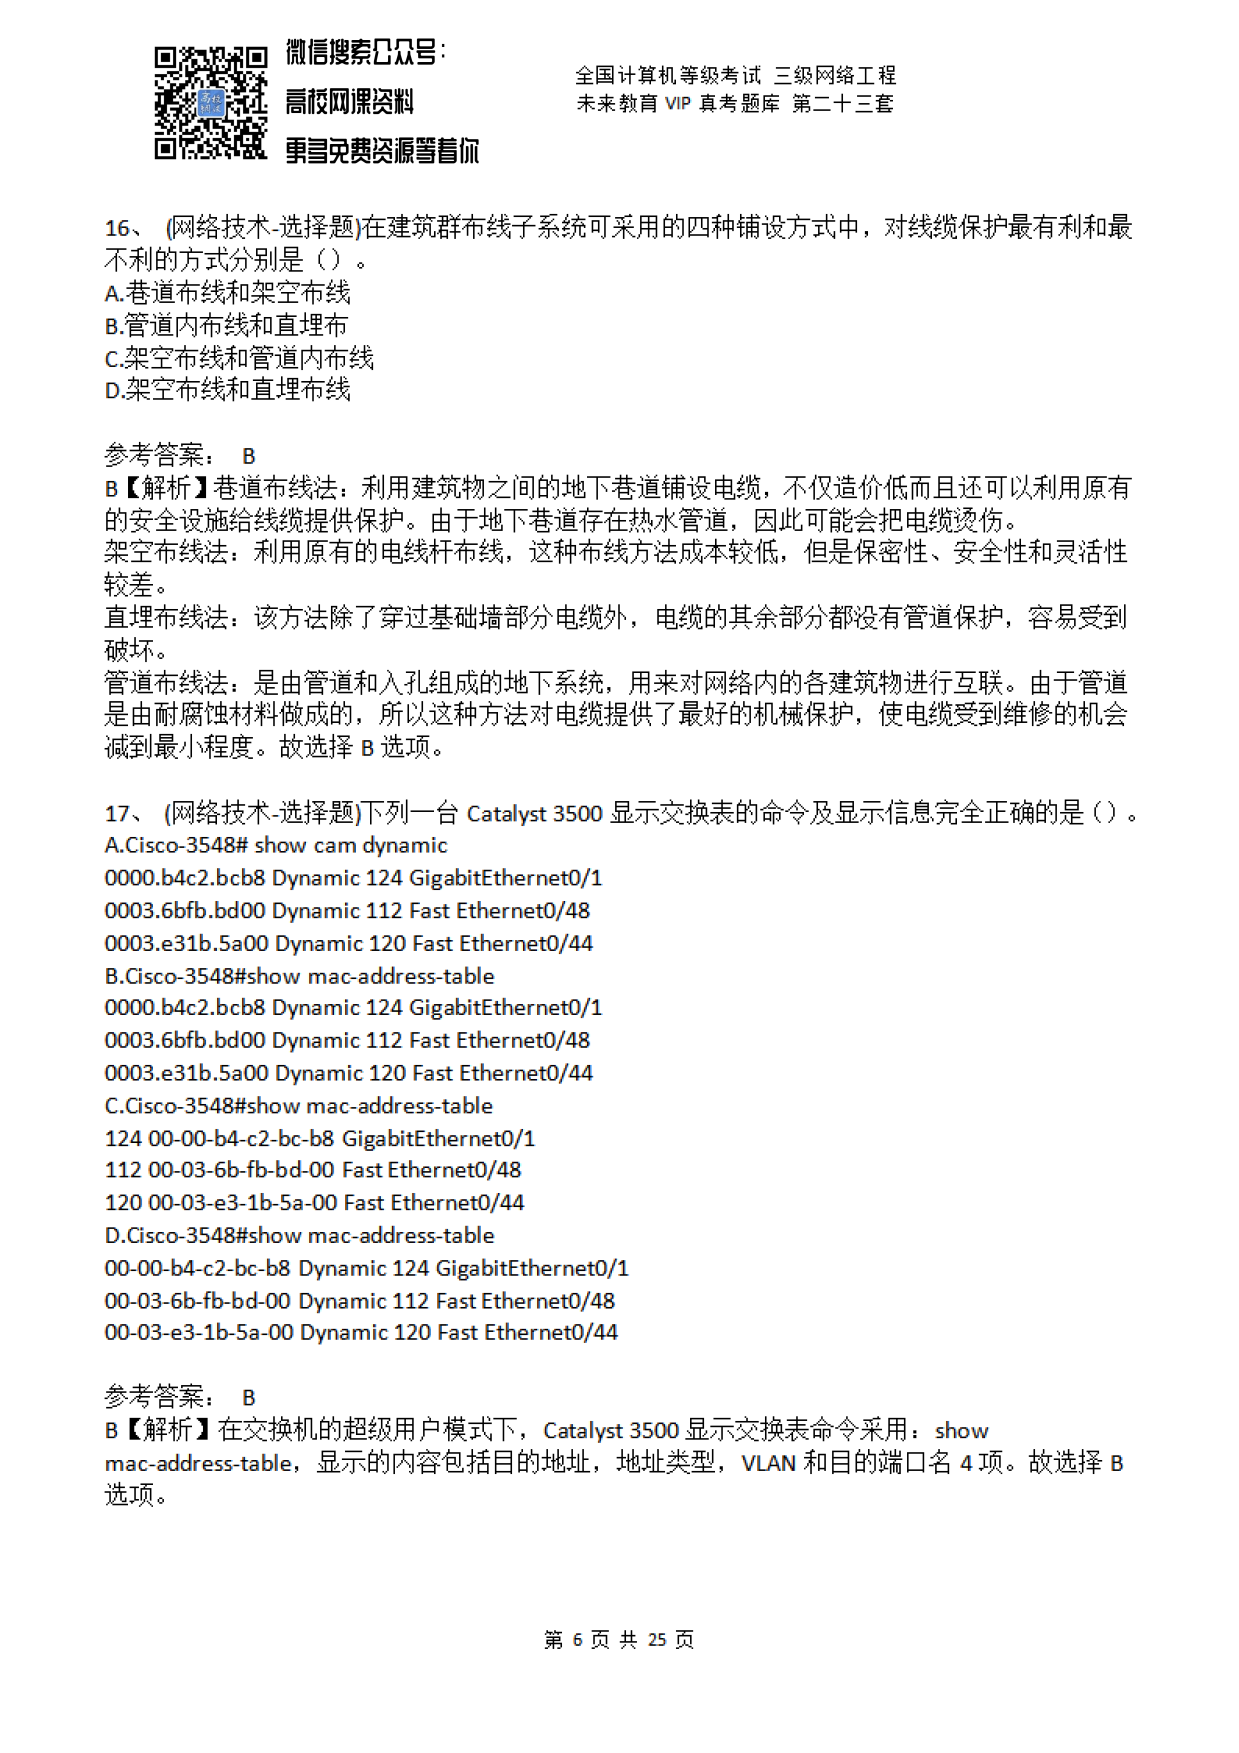 微信搜索公众号：
高校网课资料
更多免费资源等着你
全国计算机等级考试 三级网络工程
未来教育 VIP 真考题库 第二十三套
16、 (网络技术-选择题)在建筑群布线子系统可采用的四种铺设方式中，对线缆保护最有利和最
不利的方式分别是（）。
A.巷道布线和架空布线
B.管道内布线和直埋布
C.架空布线和管道内布线
D.架空布线和直埋布线
参考答案： B
B【解析】巷道布线法：利用建筑物之间的地下巷道铺设电缆，不仅造价低而且还可以利用原有
的安全设施给线缆提供保护。由于地下巷道存在热水管道，因此可能会把电缆烫伤。
架空布线法：利用原有的电线杆布线，这种布线方法成本较低，但是保密性、安全性和灵活性
较差。
直埋布线法：该方法除了穿过基础墙部分电缆外，电缆的其余部分都没有管道保护，容易受到
破坏。
管道布线法：是由管道和入孔组成的地下系统，用来对网络内的各建筑物进行互联。由于管道
是由耐腐蚀材料做成的，所以这种方法对电缆提供了最好的机械保护，使电缆受到维修的机会
减到最小程度。故选择 B 选项。
17、 (网络技术-选择题)下列一台 Catalyst 3500 显示交换表的命令及显示信息完全正确的是（）。
A.Cisco-3548# show cam dynamic
0000.b4c2.bcb8 Dynamic 124 GigabitEthernet0/1
0003.6bfb.bd00 Dynamic 112 Fast Ethernet0/48
0003.e31b.5a00 Dynamic 120 Fast Ethernet0/44
B.Cisco-3548#show mac-address-table
0000.b4c2.bcb8 Dynamic 124 GigabitEthernet0/1
0003.6bfb.bd00 Dynamic 112 Fast Ethernet0/48
0003.e31b.5a00 Dynamic 120 Fast Ethernet0/44
C.Cisco-3548#show mac-address-table
124 00-00-b4-c2-bc-b8 GigabitEthernet0/1
112 00-03-6b-fb-bd-00 Fast Ethernet0/48
120 00-03-e3-1b-5a-00 Fast Ethernet0/44
D.Cisco-3548#show mac-address-table
00-00-b4-c2-bc-b8 Dynamic 124 GigabitEthernet0/1
00-03-6b-fb-bd-00 Dynamic 112 Fast Ethernet0/48
00-03-e3-1b-5a-00 Dynamic 120 Fast Ethernet0/44
参考答案： B
B【解析】在交换机的超级用户模式下，Catalyst 3500 显示交换表命令采用：show
mac-address-table，显示的内容包括目的地址，地址类型，VLAN 和目的端口名 4 项。故选择 B
选项。
第 6 页 共 25 页